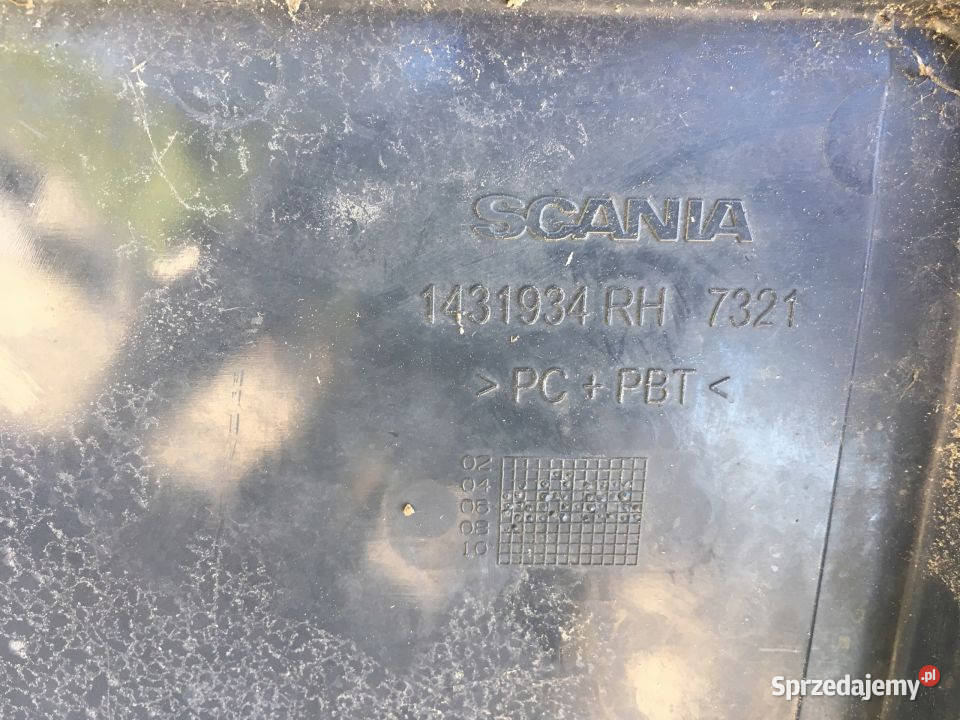 SCANIA
1431934 RH 7321
> PC + PBT <
02
04
06
08
10
Sprzedajemy.pl